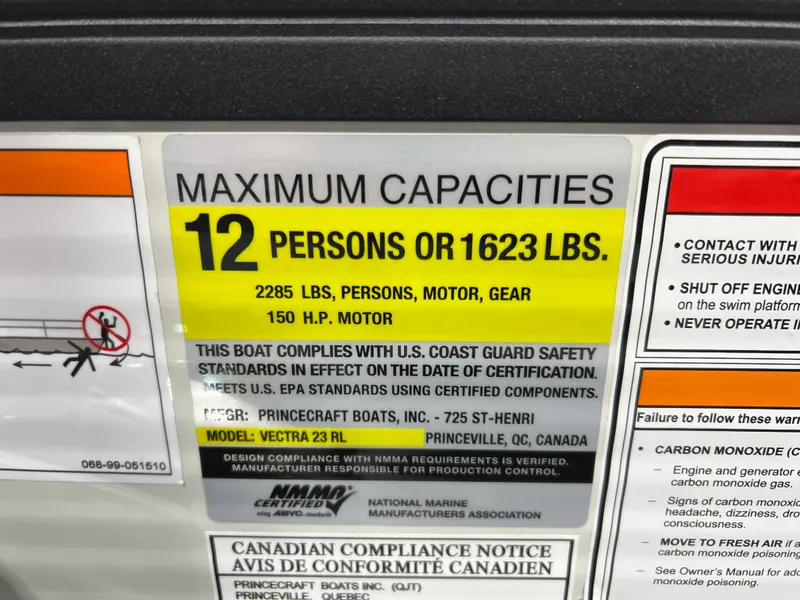 MAXIMUM CAPACITIES
12 PERSONS OR 1623 LBS.
2285 LBS, PERSONS, MOTOR, GEAR
150 H.P. MOTOR
THIS BOAT COMPLIES WITH U.S. COAST GUARD SAFETY
STANDARDS IN EFFECT ON THE DATE OF CERTIFICATION.
MEETS U.S. EPA STANDARDS USING CERTIFIED COMPONENTS.
MFGR: PRINCECRAFT BOATS, INC. - 725 ST-HENRI
MODEL: VECTRA 23 RL PRINCEVILLE, QC, CANADA
DESIGN COMPLIANCE WITH NMMA REQUIREMENTS IS VERIFIED.
MANUFACTURER RESPONSIBLE FOR PRODUCTION CONTROL.
NMMA
CERTIFIED
using ABYC standards
NATIONAL MARINE
MANUFACTURERS ASSOCIATION
CANADIAN COMPLIANCE NOTICE
AVIS DE CONFORMITÉ CANADIEN
PRINCECRAFT BOATS INC. (QJT)
PRINCEVILLE, QUEBEC
068-99-051510
• CONTACT WITH
SERIOUS INJURI
• SHUT OFF ENGINE
on the swim platform
• NEVER OPERATE
Failure to follow these warn
• CARBON MONOXIDE (C
– Engine and generator e
carbon monoxide gas.
– Signs of carbon monoxid
headache, dizziness, dro
consciousness.
– MOVE TO FRESH AIR if a
carbon monoxide poisoning
– See Owner's Manual for add
monoxide poisoning.